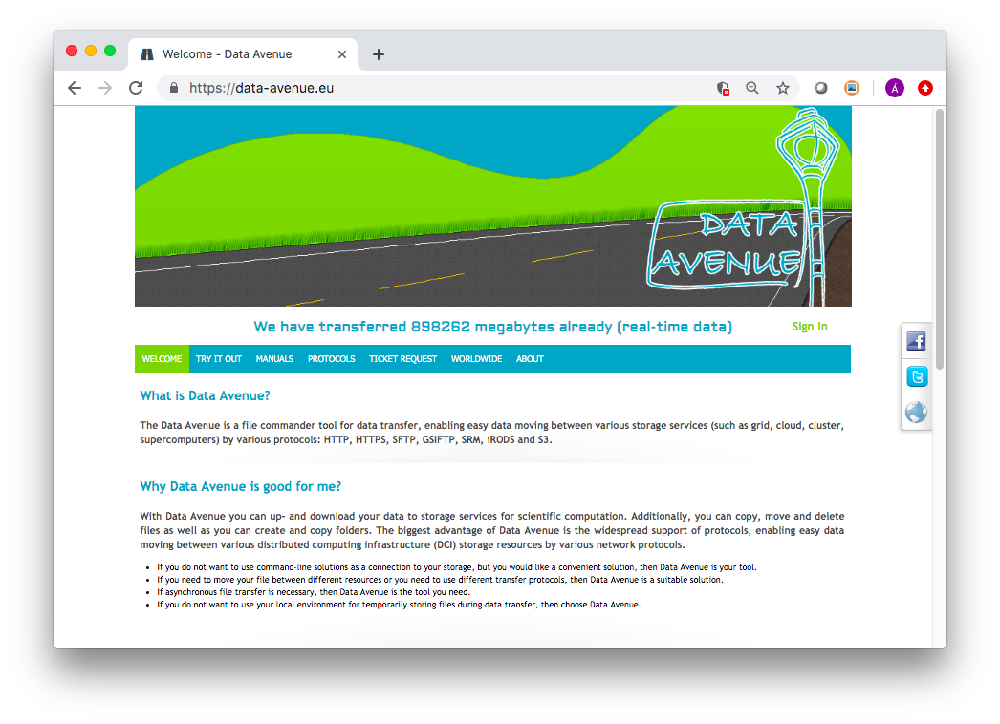 Welcome - Data Avenue
https://data-avenue.eu
Á
DATA
AVENUE
We have transferred 898262 megabytes already (real-time data)
Sign In
WELCOME TRY IT OUT MANUALS PROTOCOLS TICKET REQUEST WORLDWIDE ABOUT
What is Data Avenue?
The Data Avenue is a file commander tool for data transfer, enabling easy data moving between various storage services (such as grid, cloud, cluster,
supercomputers) by various protocols: HTTP, HTTPS, SFTP, GSIFTP, SRM, iRODS and S3.
Why Data Avenue is good for me?
With Data Avenue you can up- and download your data to storage services for scientific computation. Additionally, you can copy, move and delete
files as well as you can create and copy folders. The biggest advantage of Data Avenue is the widespread support of protocols, enabling easy data
moving between various distributed computing infrastructure (DCI) storage resources by various network protocols.
• If you do not want to use command-line solutions as a connection to your storage, but you would like a convenient solution, then Data Avenue is your tool.
• If you need to move your file between different resources or you need to use different transfer protocols, then Data Avenue is a suitable solution.
• If asynchronous file transfer is necessary, then Data Avenue is the tool you need.
• If you do not want to use your local environment for temporarily storing files during data transfer, then choose Data Avenue.